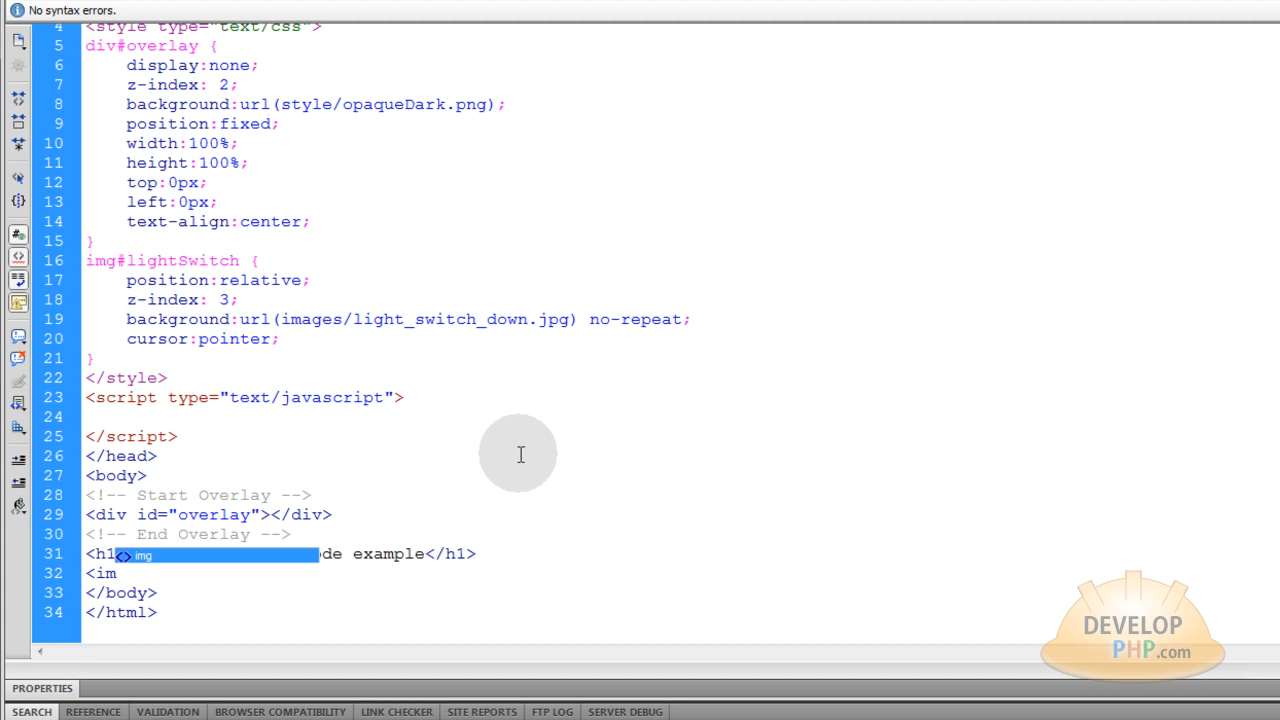 No syntax errors.
4 <style type="text/css">
5 div#overlay {
6 display:none;
7 z-index: 2;
8 background:url(style/opaqueDark.png);
9 position:fixed;
10 width:100%;
11 height:100%;
12 top:0px;
13 left:0px;
14 text-align:center;
15 }
16 img#lightSwitch {
17 position:relative;
18 z-index: 3;
19 background:url(images/light_switch_down.jpg) no-repeat;
20 cursor:pointer;
21 }
22 </style>
23 <script type="text/javascript">
24
25 </script>
26 </head>
27 <body>
28 <!-- Start Overlay -->
29 <div id="overlay"></div>
30 <!-- End Overlay -->
31 <h1 img de example</h1>
32 <im
33 </body>
34 </html>
DEVELOP
PHP.com
PROPERTIES
SEARCH REFERENCE VALIDATION BROWSER COMPATIBILITY LINK CHECKER SITE REPORTS FTP LOG SERVER DEBUG